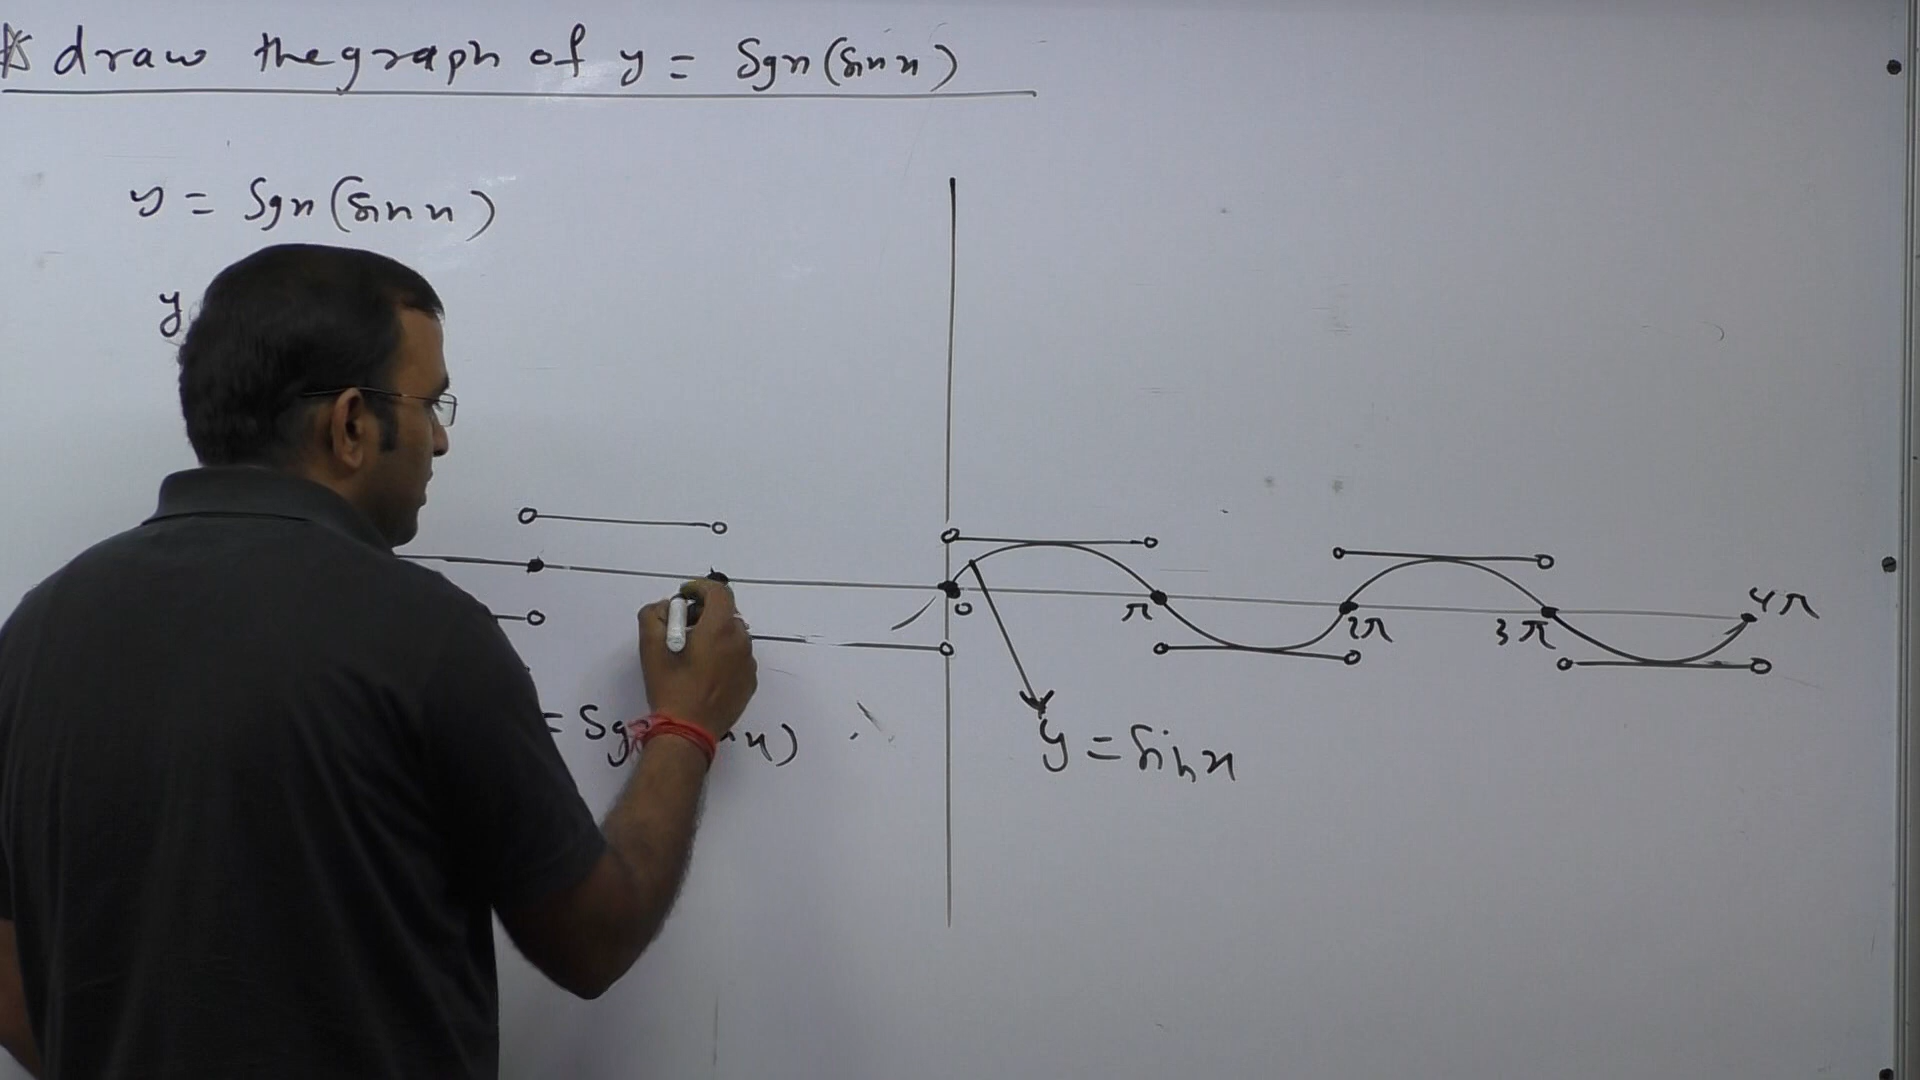 draw the graph of y = Sgn (Sin x)
y = Sgn (Sin x)
y
0
π
2π
3π
4π
y = Sin x